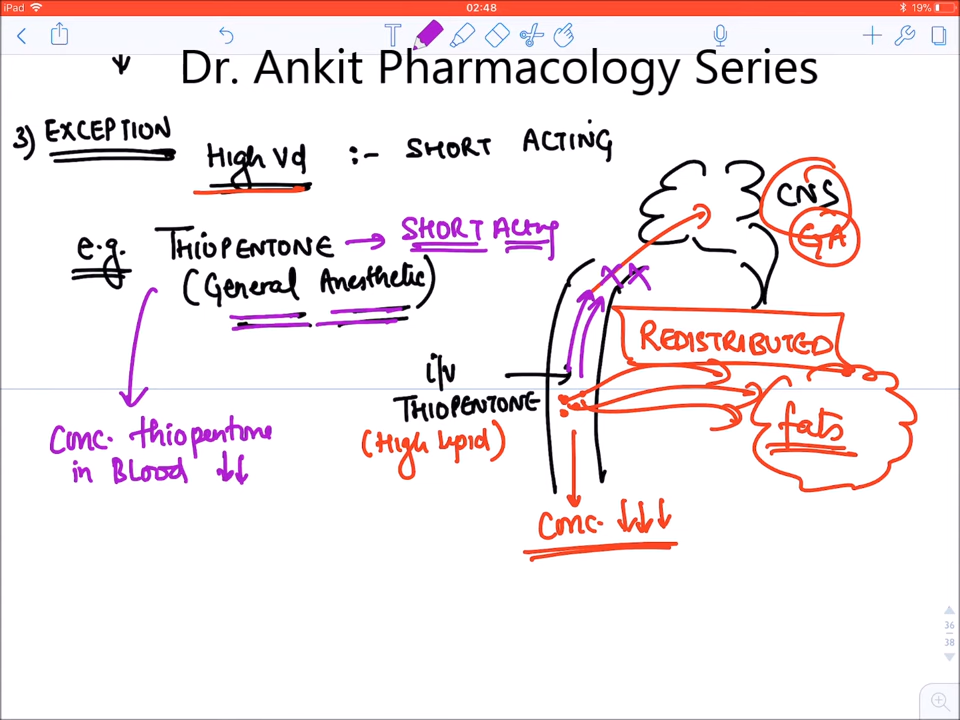 iPad
02:48
19%
T
Dr. Ankit Pharmacology Series
3) EXCEPTION
High Vd :- SHORT ACTING
CNS
GA
e.g. THIOPENTONE → SHORT Acting
(General Anesthetic)
XX
REDISTRIBUTED
i/v
THIOPENTONE
(High lipid)
fats
Conc. thiopentone
in Blood ↓↓
Conc. ↓↓↓
36
38